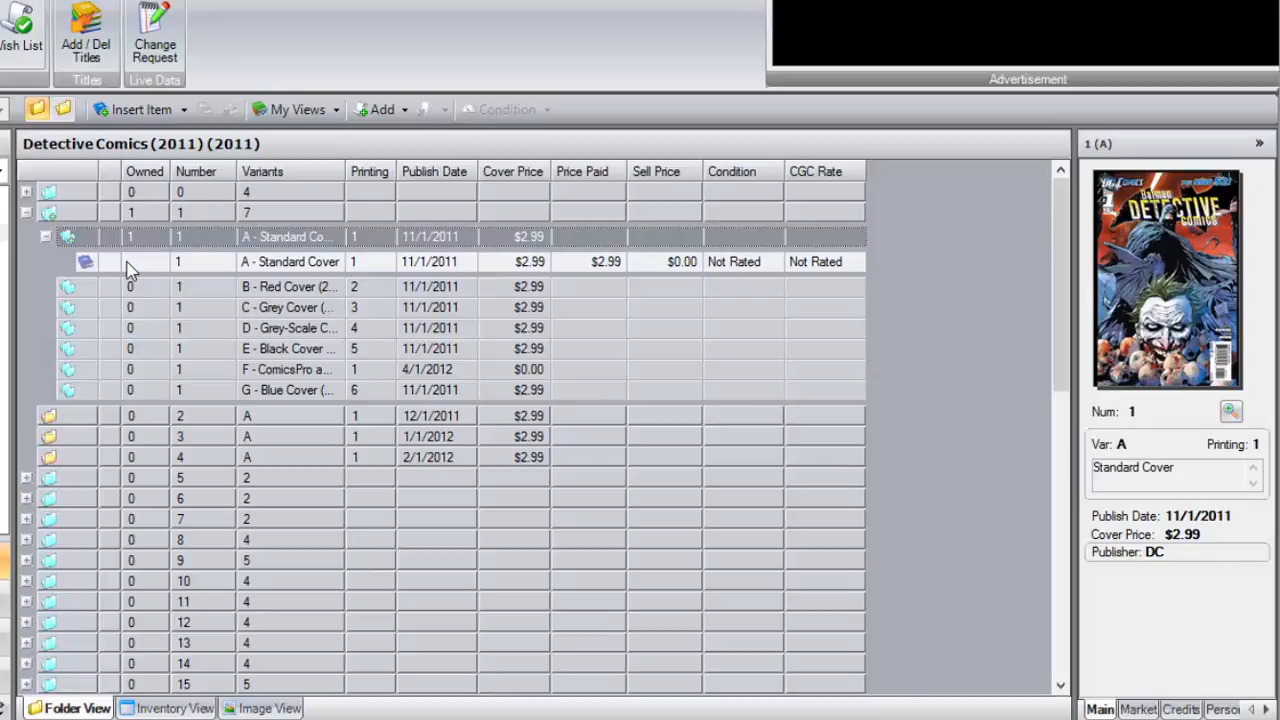 ish List
Add / Del
Titles
Change
Request
Titles
Live Data
Advertisement
Insert Item My Views Add Condition
Detective Comics (2011) (2011)
1 (A)
Owned Number Variants Printing Publish Date Cover Price Price Paid Sell Price Condition CGC Rate
0 0 4
1 1 7
1 1 A - Standard Co... 1 11/1/2011 $2.99
1 A - Standard Cover 1 11/1/2011 $2.99 $2.99 $0.00 Not Rated Not Rated
0 1 B - Red Cover (2... 2 11/1/2011 $2.99
0 1 C - Grey Cover (... 3 11/1/2011 $2.99
0 1 D - Grey-Scale C... 4 11/1/2011 $2.99
0 1 E - Black Cover ... 5 11/1/2011 $2.99
0 1 F - ComicsPro a... 1 4/1/2012 $0.00
0 1 G - Blue Cover (... 6 11/1/2011 $2.99
0 2 A 1 12/1/2011 $2.99
0 3 A 1 1/1/2012 $2.99
0 4 A 1 2/1/2012 $2.99
0 5 2
0 6 2
0 7 2
0 8 4
0 9 5
0 10 4
0 11 4
0 12 4
0 13 4
0 14 4
0 15 5
DC COMICS
#1
Batman
DETECTIVE
COMICS
Num: 1
Var: A Printing: 1
Standard Cover
Publish Date: 11/1/2011
Cover Price: $2.99
Publisher: DC
Folder View Inventory View Image View
Main Market Credits Perso